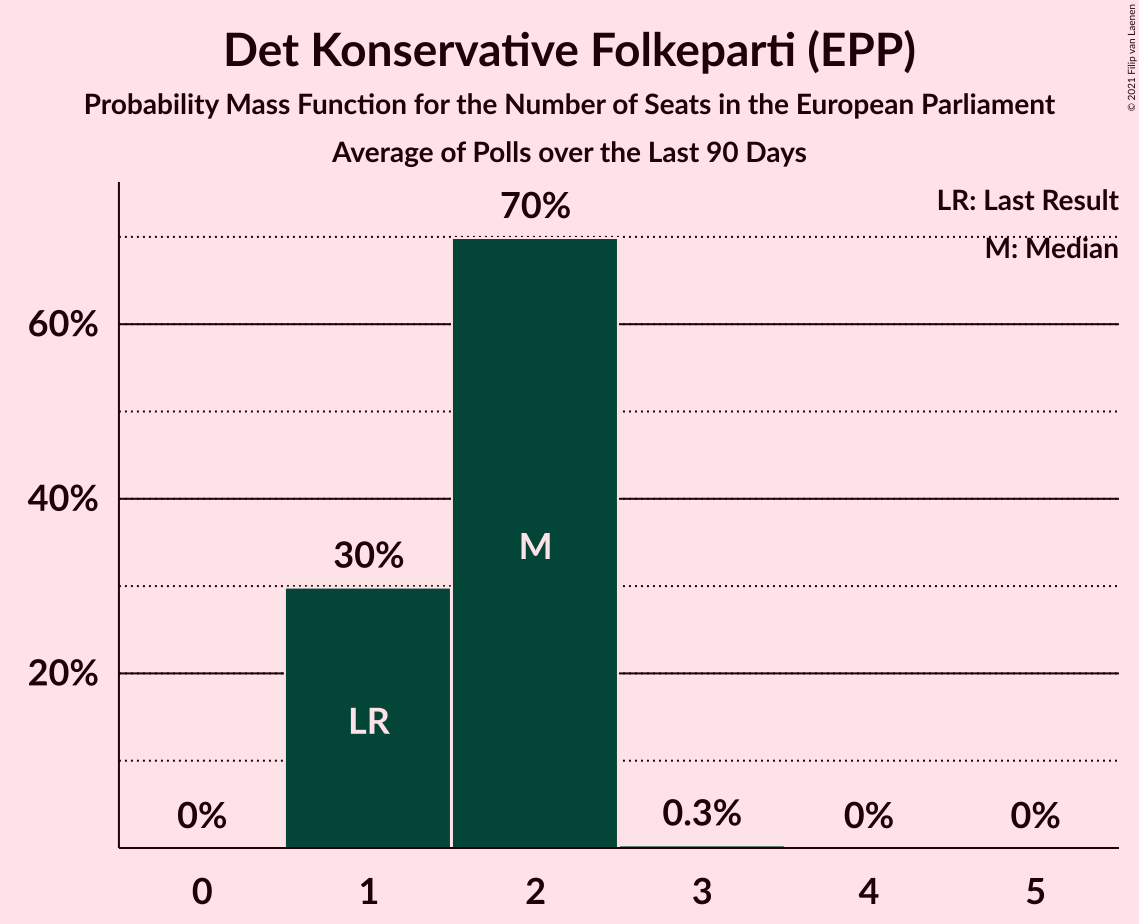 Det Konservative Folkeparti (EPP)
Probability Mass Function for the Number of Seats in the European Parliament
Average of Polls over the Last 90 Days
© 2021 Filip van Laenen
LR: Last Result
M: Median
70%
60%
40%
M
30%
20%
LR
0%
0.3%
0%
0%
0 1 2 3 4 5